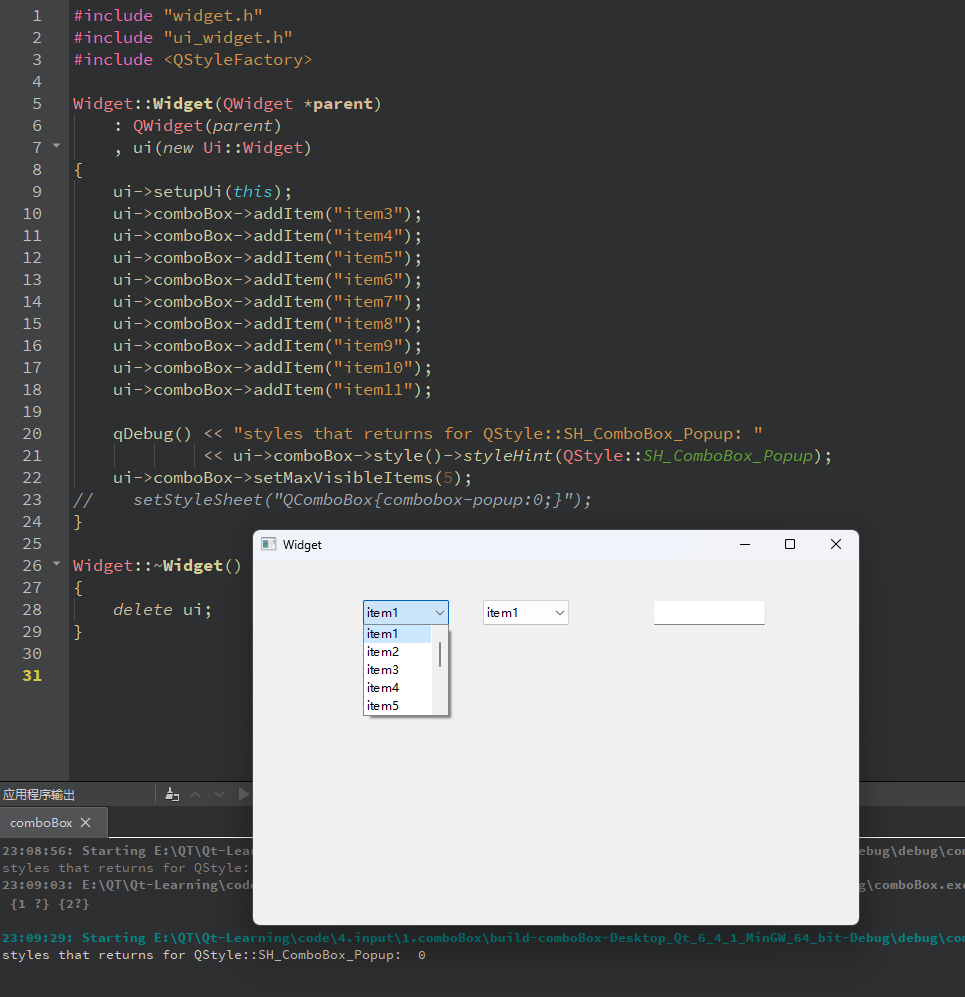 1 #include "widget.h"
2 #include "ui_widget.h"
3 #include <QStyleFactory>
4
5 Widget::Widget(QWidget *parent)
6     : QWidget(parent)
7     , ui(new Ui::Widget)
8 {
9     ui->setupUi(this);
10     ui->comboBox->addItem("item3");
11     ui->comboBox->addItem("item4");
12     ui->comboBox->addItem("item5");
13     ui->comboBox->addItem("item6");
14     ui->comboBox->addItem("item7");
15     ui->comboBox->addItem("item8");
16     ui->comboBox->addItem("item9");
17     ui->comboBox->addItem("item10");
18     ui->comboBox->addItem("item11");
19
20     qDebug() << "styles that returns for QStyle::SH_ComboBox_Popup: "
21              << ui->comboBox->style()->styleHint(QStyle::SH_ComboBox_Popup);
22     ui->comboBox->setMaxVisibleItems(5);
23 //    setStyleSheet("QComboBox{combobox-popup:0;}");
24 }
25
26 Widget::~Widget()
27 {
28     delete ui;
29 }
30
31
Widget
item1 item1
item1
item2
item3
item4
item5
应用程序输出
comboBox
23:08:56: Starting E:\QT\Qt-Lear ebug\debug\com
styles that returns for QStyle:
23:09:03: E:\QT\Qt-Learning\code g\comboBox.exe
{1 ?} {2?}
23:09:29: Starting E:\QT\Qt-Learning\code\4.input\1.comboBox\build-comboBox-Desktop_Qt_6_4_1_MinGW_64_bit-Debug\debug\com
styles that returns for QStyle::SH_ComboBox_Popup:  0